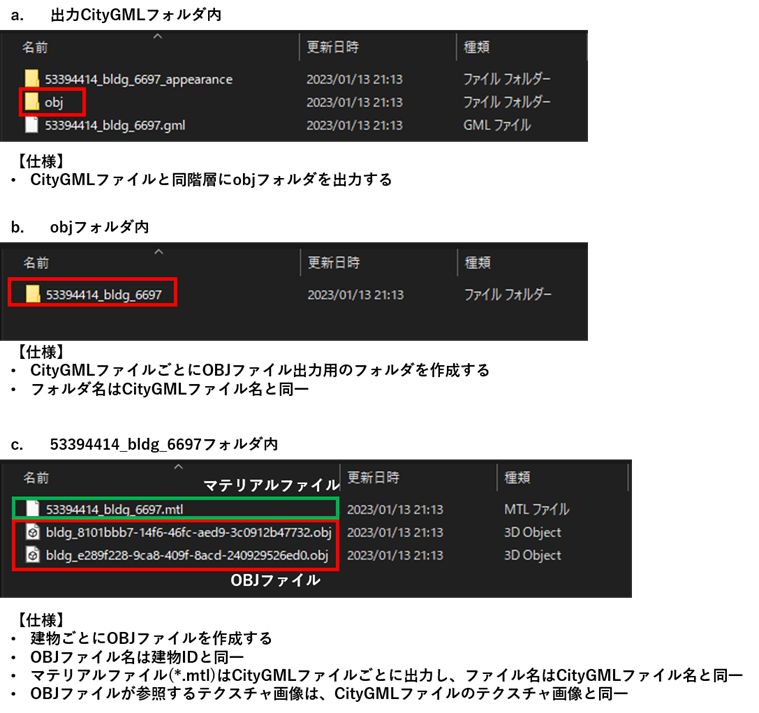 a. 出力CityGMLフォルダ内
名前 更新日時 種類
53394414_bldg_6697_appearance 2023/01/13 21:13 ファイル フォルダー
obj 2023/01/13 21:13 ファイル フォルダー
53394414_bldg_6697.gml 2023/01/13 21:13 GML ファイル
【仕様】
• CityGMLファイルと同階層にobjフォルダを出力する
b. objフォルダ内
名前 更新日時 種類
53394414_bldg_6697 2023/01/13 21:13 ファイル フォルダー
【仕様】
• CityGMLファイルごとにOBJファイル出力用のフォルダを作成する
• フォルダ名はCityGMLファイル名と同一
c. 53394414_bldg_6697フォルダ内
名前 更新日時 種類
マテリアルファイル
53394414_bldg_6697.mtl 2023/01/13 21:13 MTL ファイル
bldg_8101bbb7-14f6-46fc-aed9-3c0912b47732.obj 2023/01/13 21:13 3D Object
bldg_e289f228-9ca8-409f-8acd-240929526ed0.obj 2023/01/13 21:13 3D Object
OBJファイル
【仕様】
• 建物ごとにOBJファイルを作成する
• OBJファイル名は建物IDと同一
• マテリアルファイル(*.mtl)はCityGMLファイルごとに出力し、ファイル名はCityGMLファイル名と同一
• OBJファイルが参照するテクスチャ画像は、CityGMLファイルのテクスチャ画像と同一